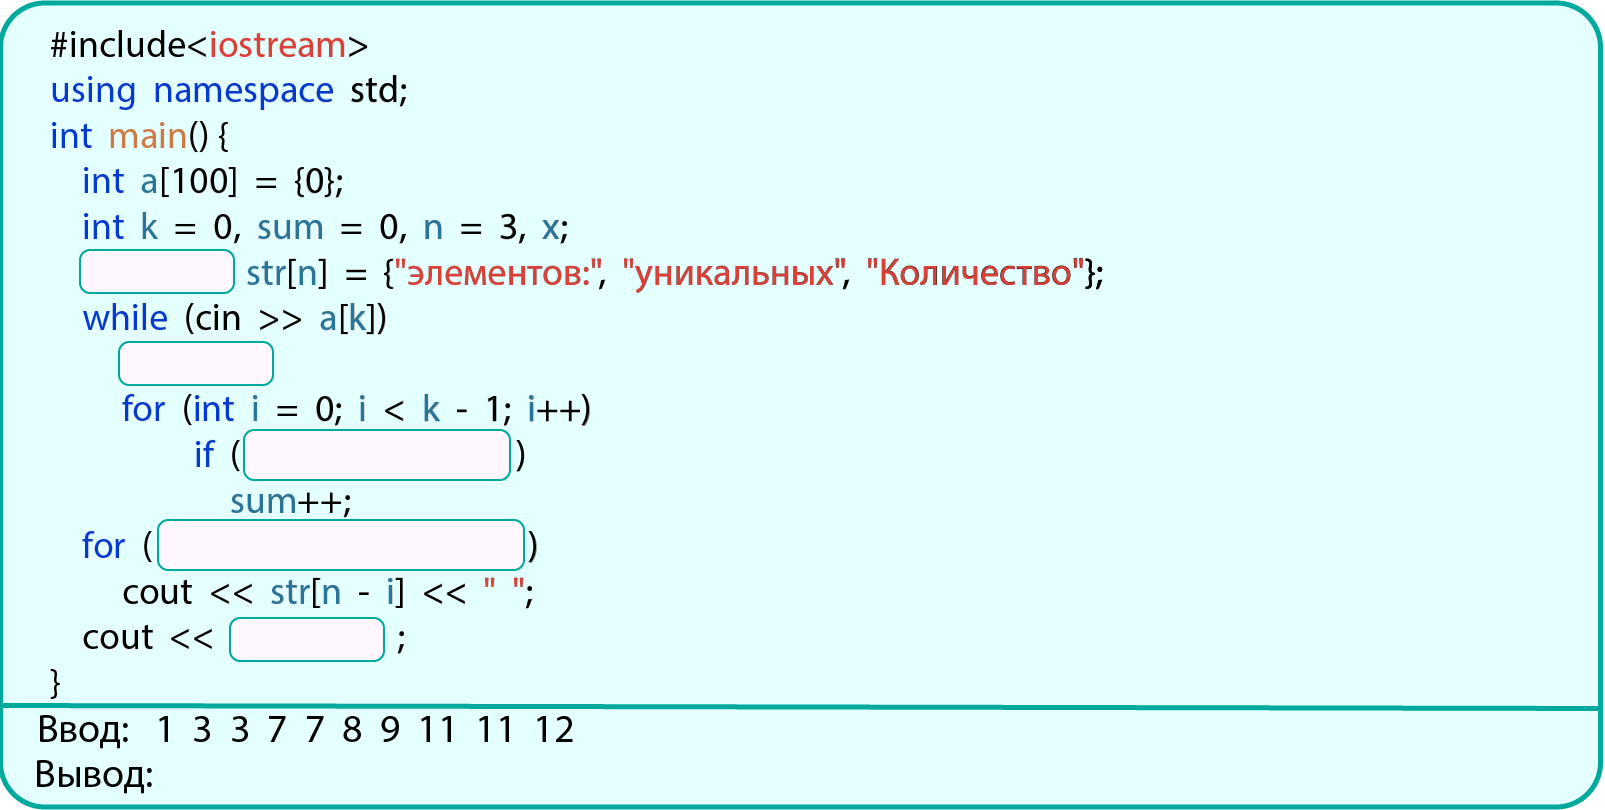 #include<iostream>
using namespace std;
int main() {
int a[100] = {0};
int k = 0, sum = 0, n = 3, x;
str[n] = {"элементов:", "уникальных", "Количество"};
while (cin >> a[k])
for (int i = 0; i < k - 1; i++)
if ( )
sum++;
for ( )
cout << str[n - i] << " ";
cout << ;
}
Ввод: 1 3 3 7 7 8 9 11 11 12
Вывод: